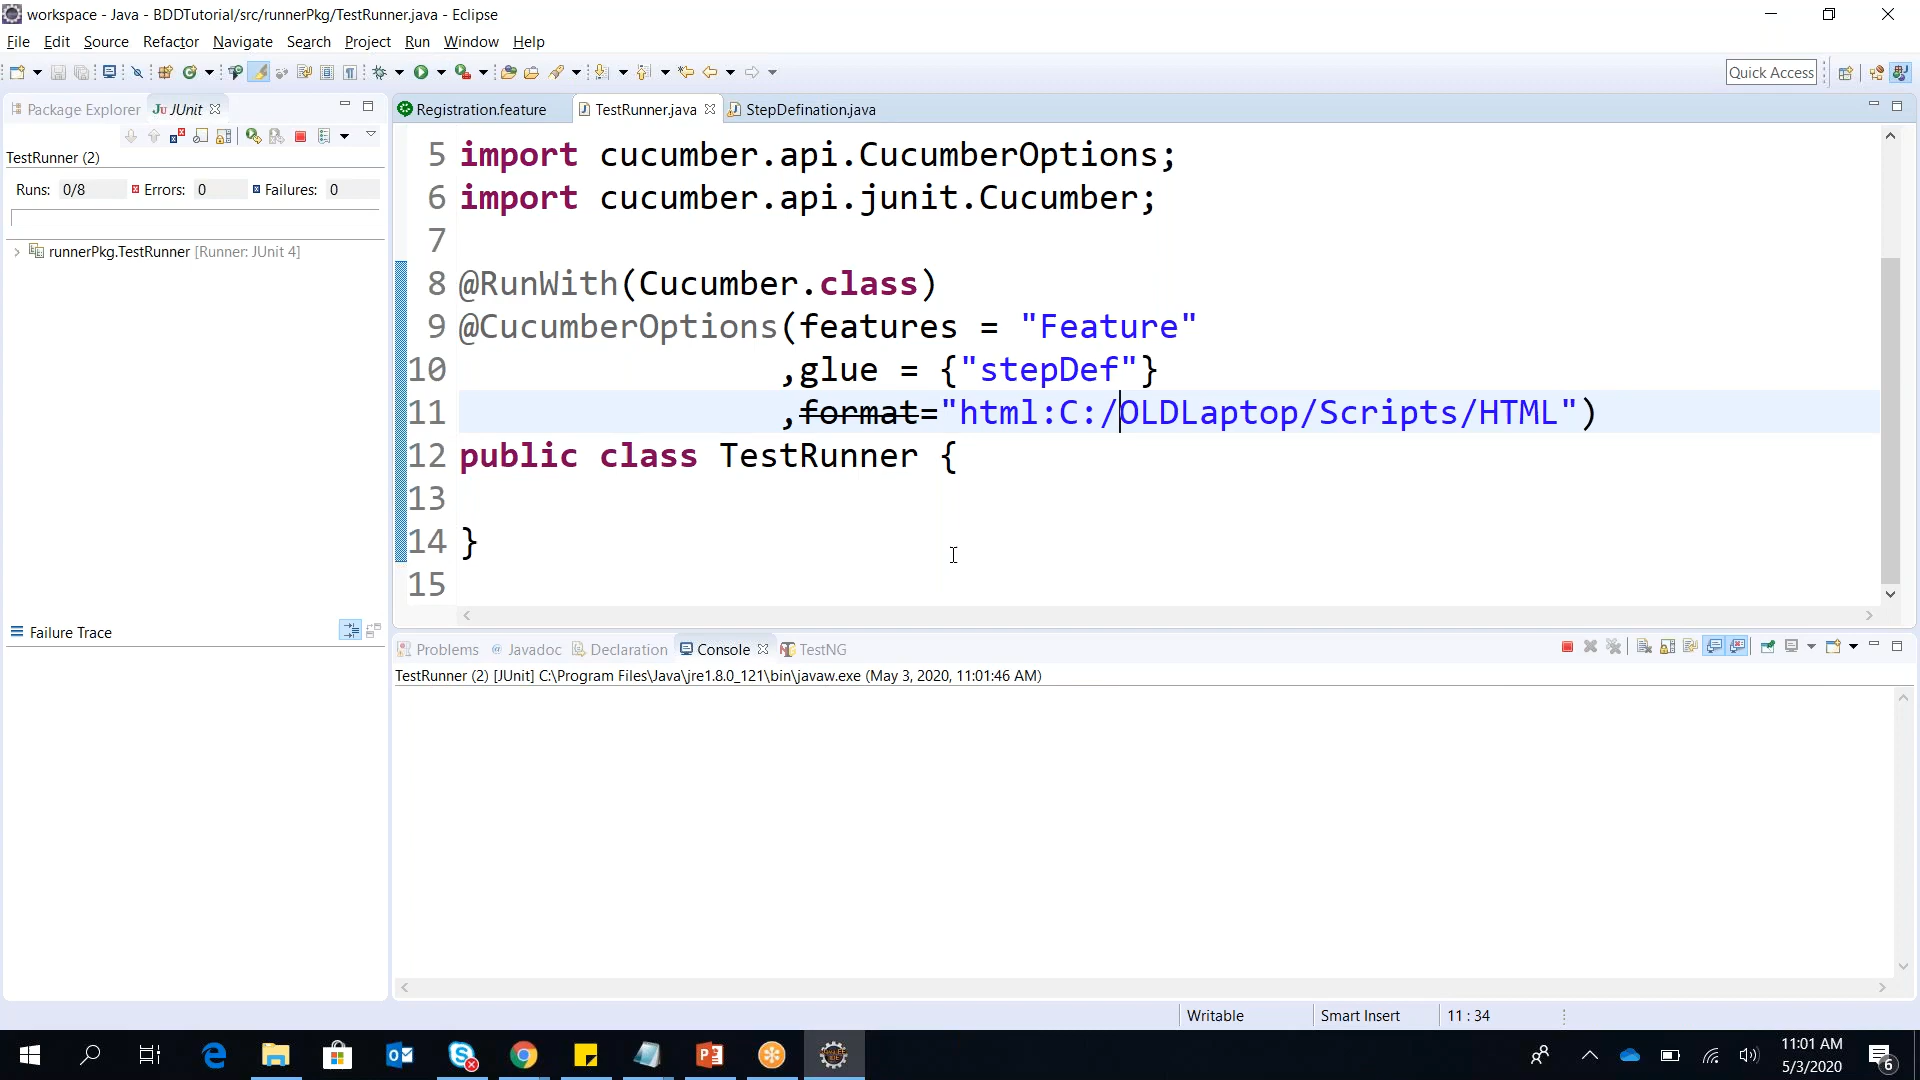 workspace - Java - BDDTutorial/src/runnerPkg/TestRunner.java - Eclipse
File Edit Source Refactor Navigate Search Project Run Window Help
Quick Access
Package Explorer JUnit
Registration.feature TestRunner.java StepDefination.java
TestRunner (2)
Runs: 0/8 Errors: 0 Failures: 0
runnerPkg.TestRunner [Runner: JUnit 4]
5 import cucumber.api.CucumberOptions;
6 import cucumber.api.junit.Cucumber;
7
8 @RunWith(Cucumber.class)
9 @CucumberOptions(features = "Feature"
10 ,glue = {"stepDef"}
11 ,format="html:C:/OLDLaptop/Scripts/HTML")
12 public class TestRunner {
13
14 }
15
Failure Trace
Problems @ Javadoc Declaration Console TestNG
TestRunner (2) [JUnit] C:\Program Files\Java\jre1.8.0_121\bin\javaw.exe (May 3, 2020, 11:01:46 AM)
Writable Smart Insert 11 : 34
11:01 AM
5/3/2020
6